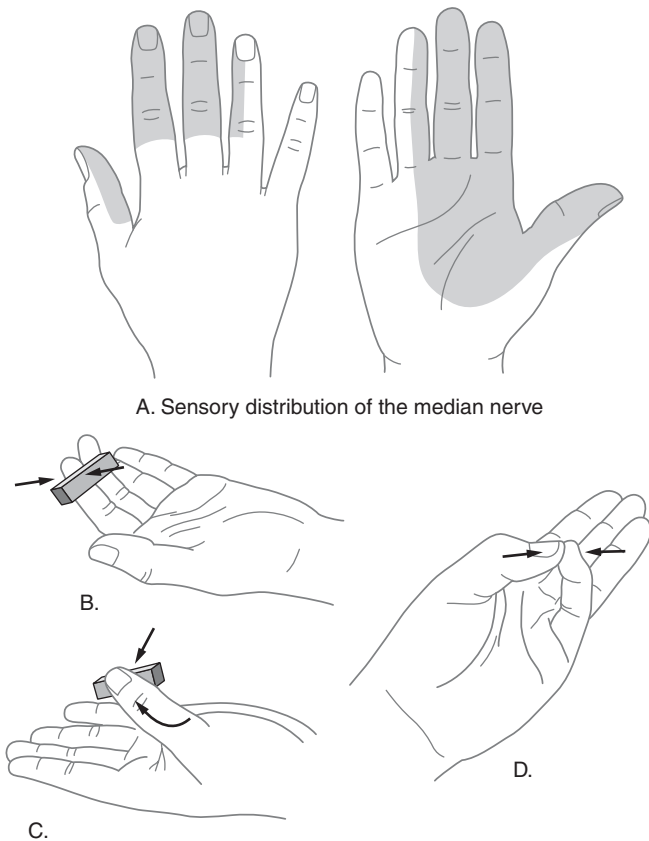 A. Sensory distribution of the median nerve
B.
D.
C.